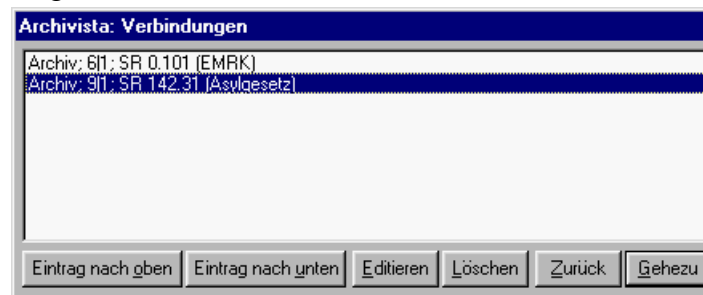 Archivista: Verbindungen
Archiv; 6|1; SR 0.101 (EMRK)
Archiv; 9|1; SR 142.31 (Asylgesetz)
Eintrag nach oben Eintrag nach unten Editieren Löschen Zurück Gehezu